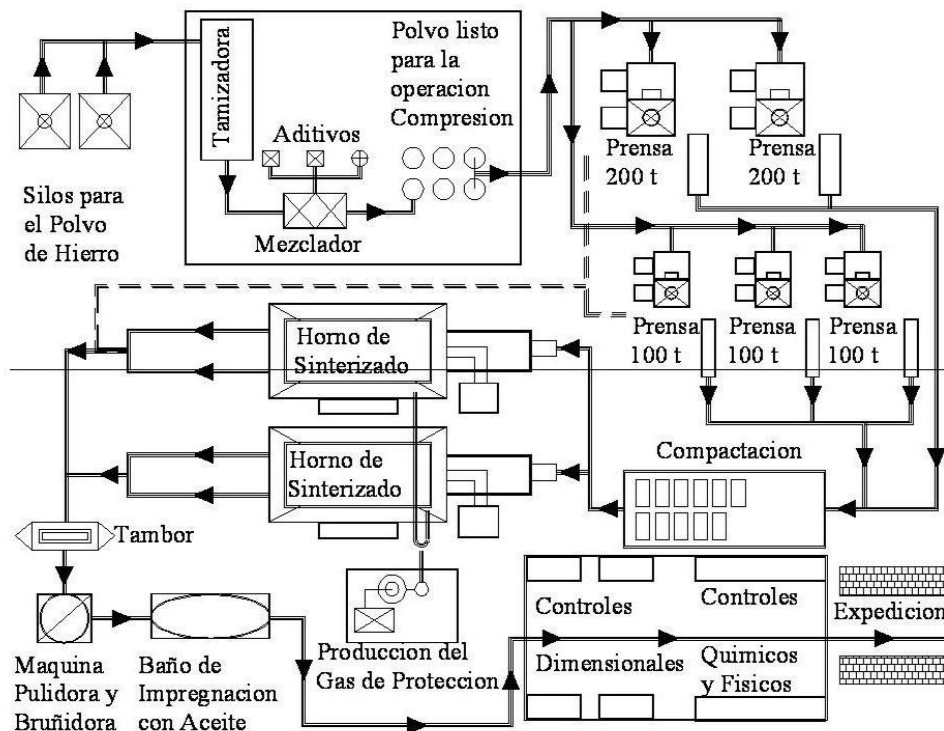 Silos para
el Polvo
de Hierro
Tamizadora
Aditivos
Mezclador
Polvo listo
para la
operacion
Compresion
Prensa
200 t
Prensa
200 t
Prensa
100 t
Prensa
100 t
Prensa
100 t
Compactacion
Horno de
Sinterizado
Horno de
Sinterizado
Tambor
Maquina
Pulidora y
Bruñidora
Baño de
Impregnacion
con Aceite
Produccion del
Gas de Proteccion
Controles
Dimensionales
Controles
Quimicos
y Fisicos
Expedicion